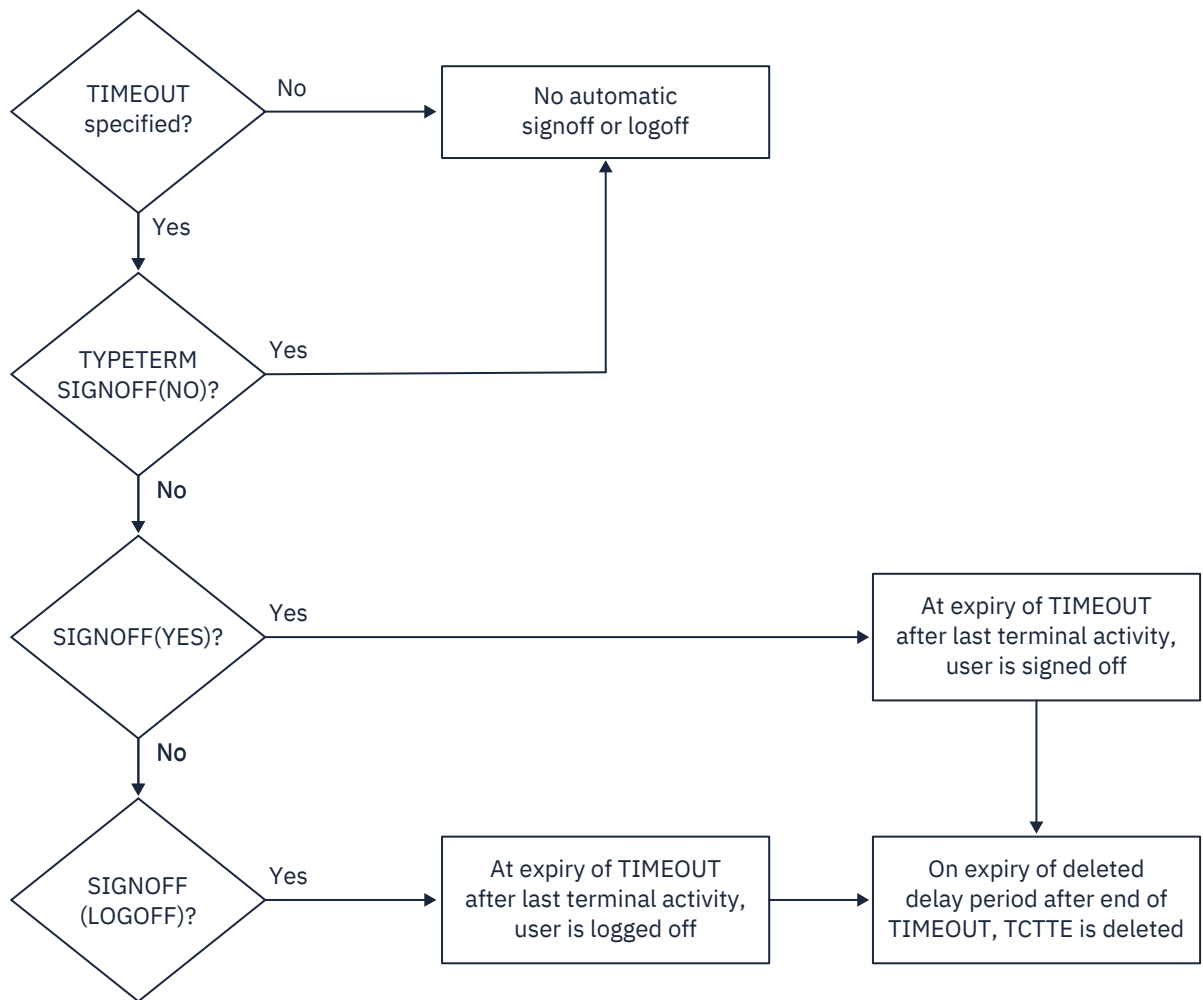 TIMEOUT
specified?
No
No automatic
signoff or logoff
Yes
TYPETERM
SIGNOFF(NO)?
Yes
No
SIGNOFF(YES)?
Yes
At expiry of TIMEOUT
after last terminal activity,
user is signed off
No
SIGNOFF
(LOGOFF)?
Yes
At expiry of TIMEOUT
after last terminal activity,
user is logged off
On expiry of deleted
delay period after end of
TIMEOUT, TCTTE is deleted